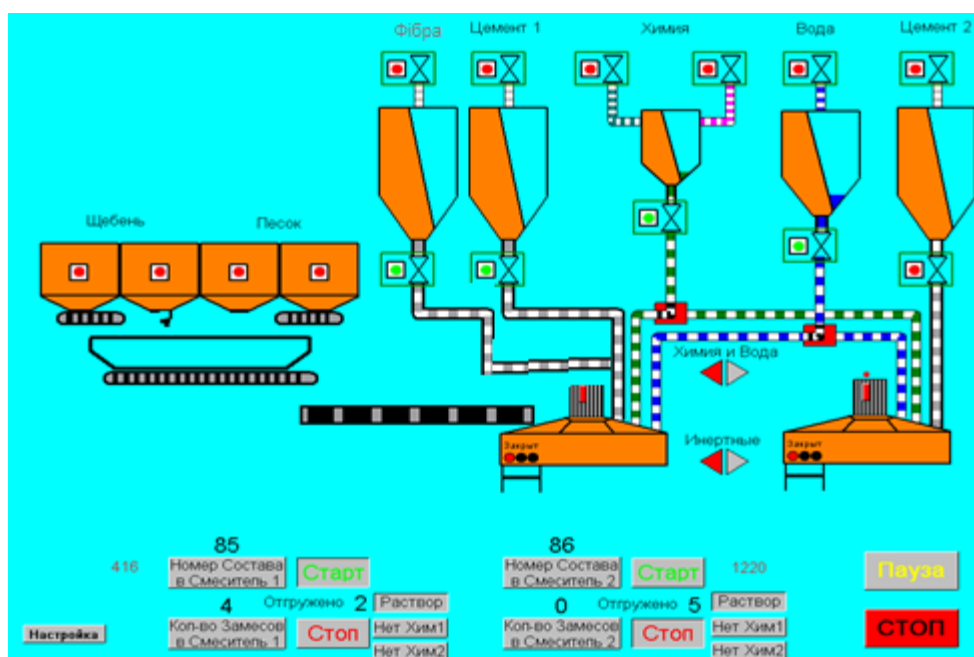 Фібра Цемент 1 Химия Вода Цемент 2
Щебень Песок
Химия и Вода
Закрыт Инертные Закрыт
85 86
416 Номер Состава Старт Номер Состава Старт 1220 Пауза
в Смеситель 1 в Смеситель 2
4 Отгружено 2 Раствор 0 Отгружено 5 Раствор
Настройка Кол-во Замесов Стоп Нет Хим1 Кол-во Замесов Стоп Нет Хим1 СТОП
в Смеситель 1 Нет Хим2 в Смеситель 2 Нет Хим2